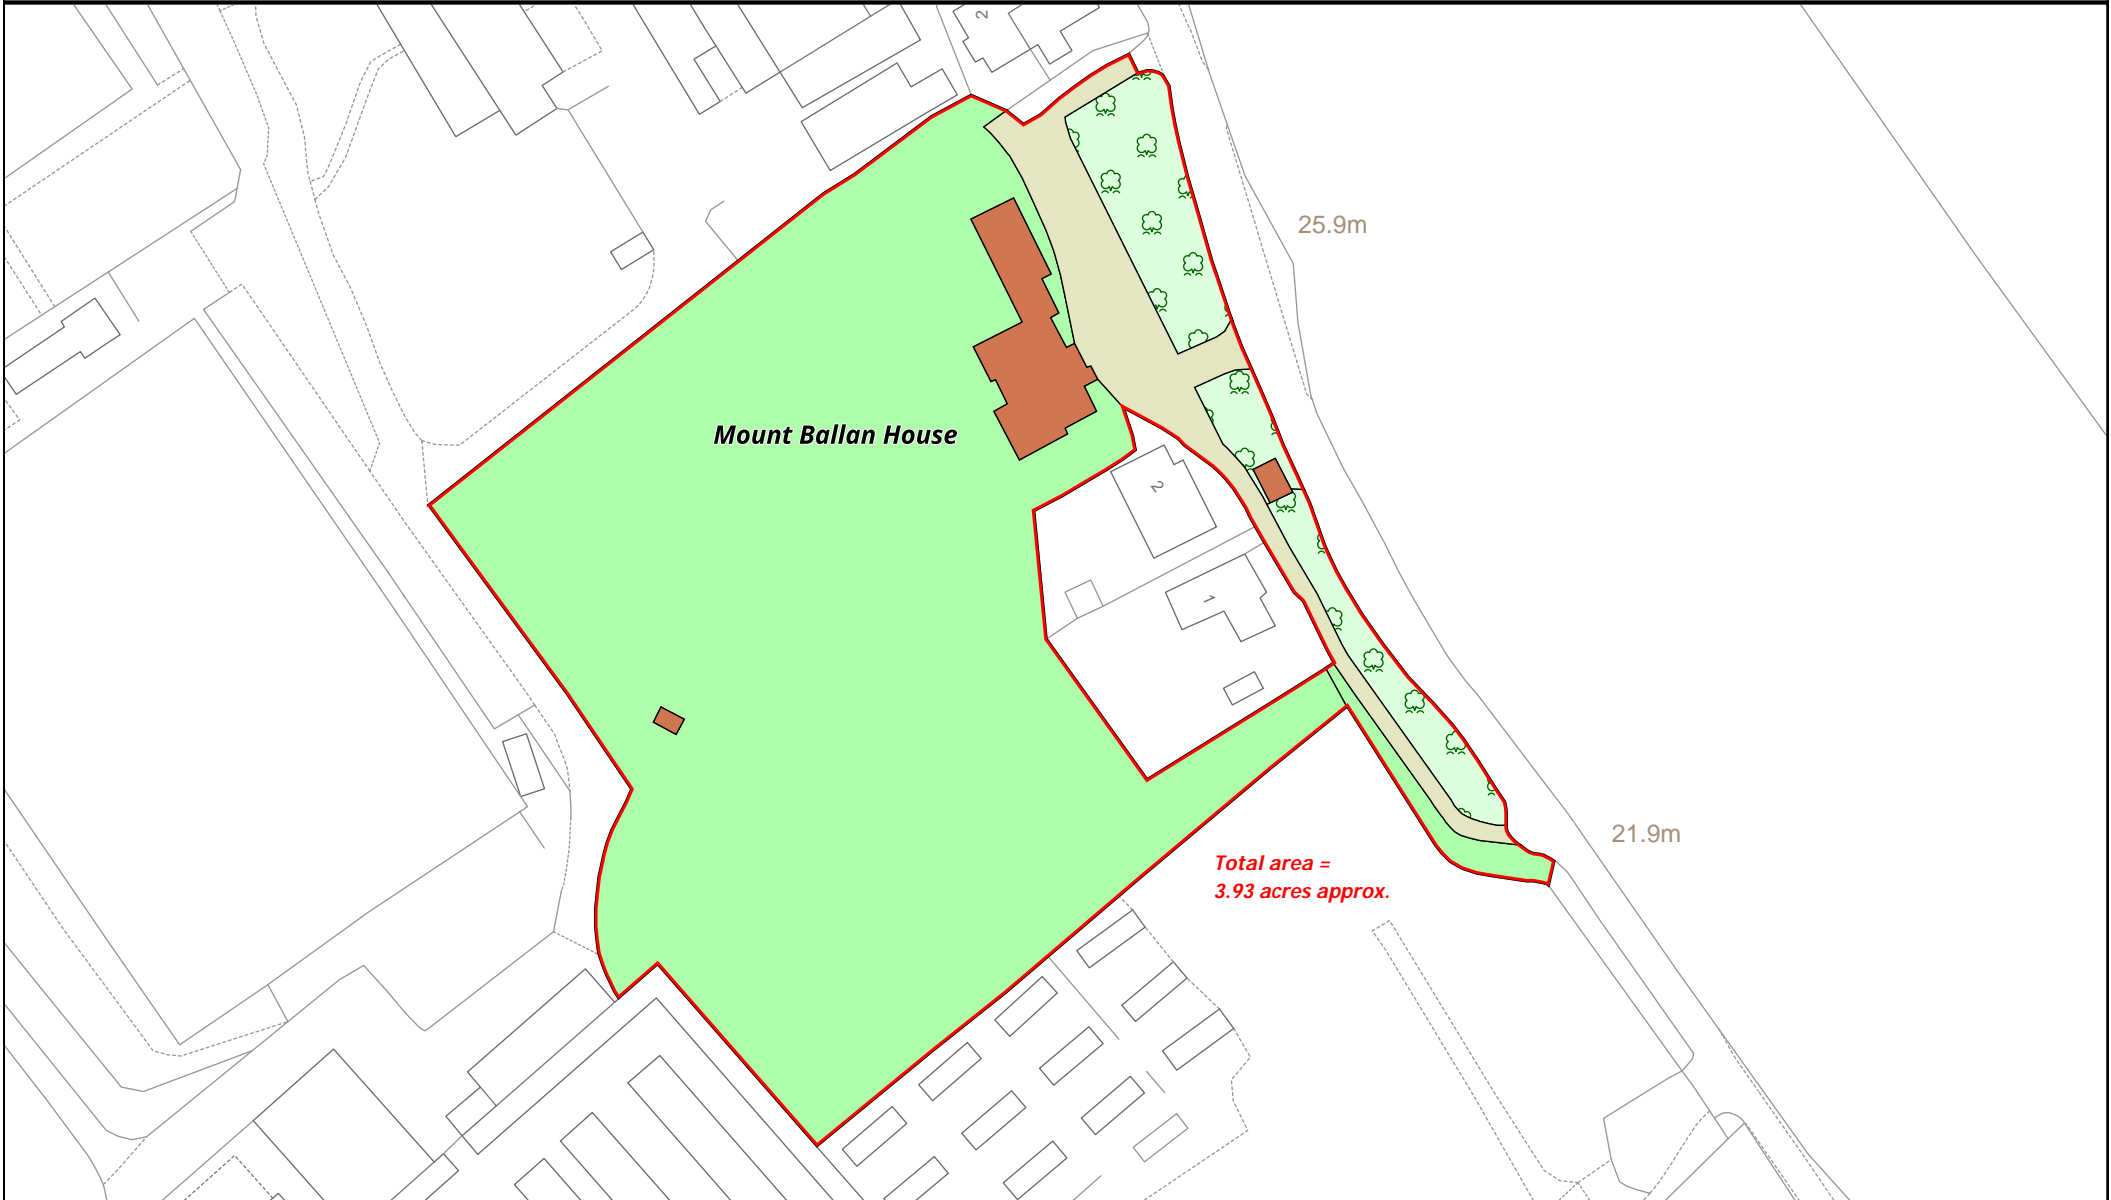 2
25.9m
Mount Ballan House
2
1
21.9m
Total area =
3.93 acres approx.